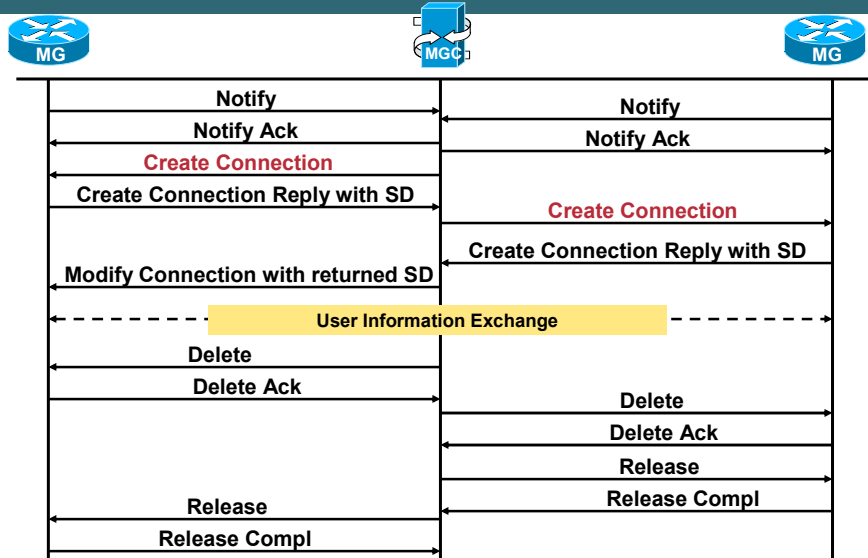 MG
MGC
MG
Notify
Notify
Notify Ack
Notify Ack
Create Connection
Create Connection Reply with SD
Create Connection
Create Connection Reply with SD
Modify Connection with returned SD
User Information Exchange
Delete
Delete Ack
Delete
Delete Ack
Release
Release
Release Compl
Release Compl